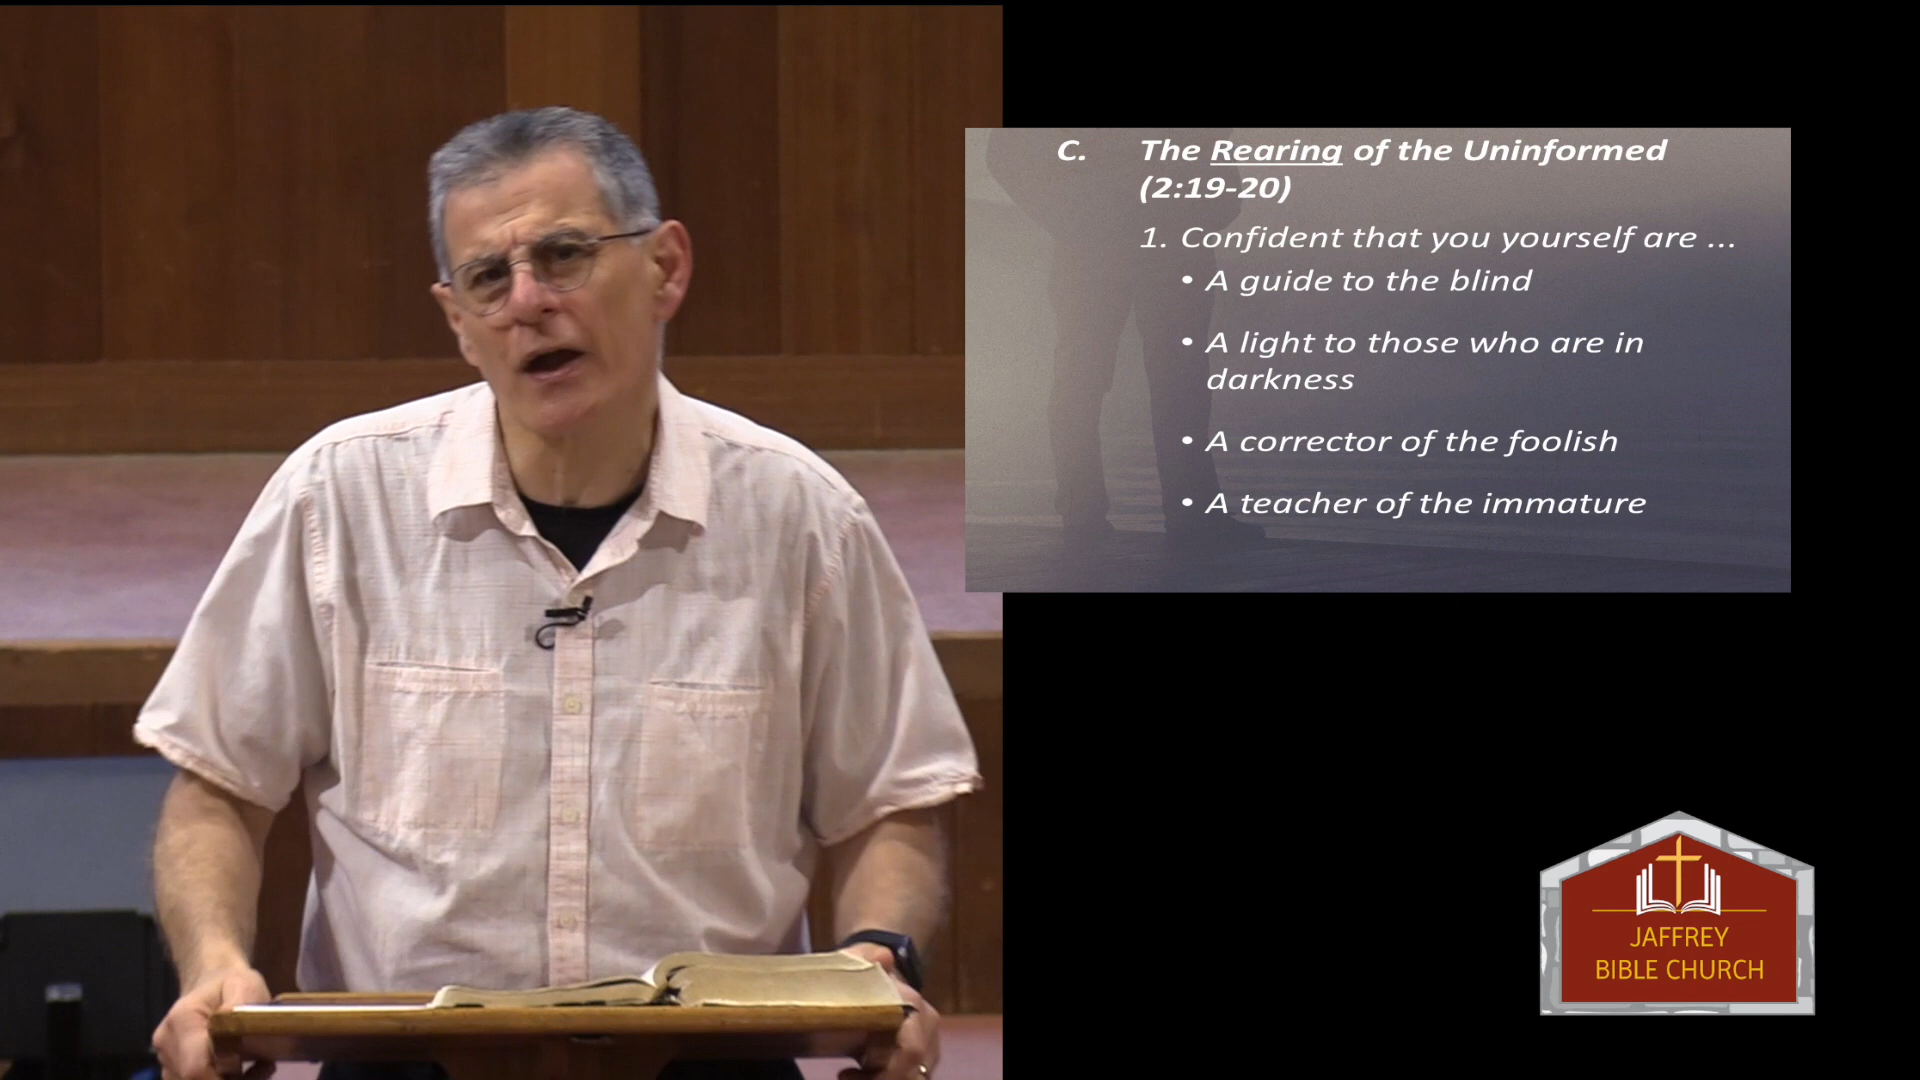 C. The Rearing of the Uninformed
(2:19-20)
1. Confident that you yourself are ...
• A guide to the blind
• A light to those who are in
darkness
• A corrector of the foolish
• A teacher of the immature
JAFFREY
BIBLE CHURCH